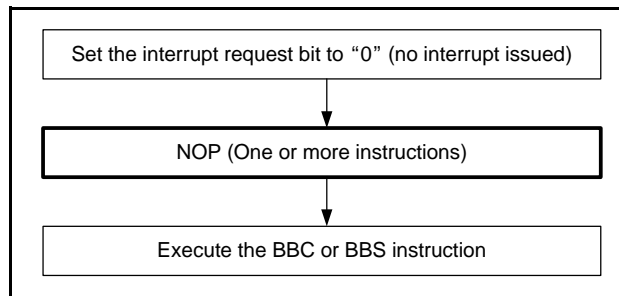 Set the interrupt request bit to “0” (no interrupt issued)
NOP (One or more instructions)
Execute the BBC or BBS instruction